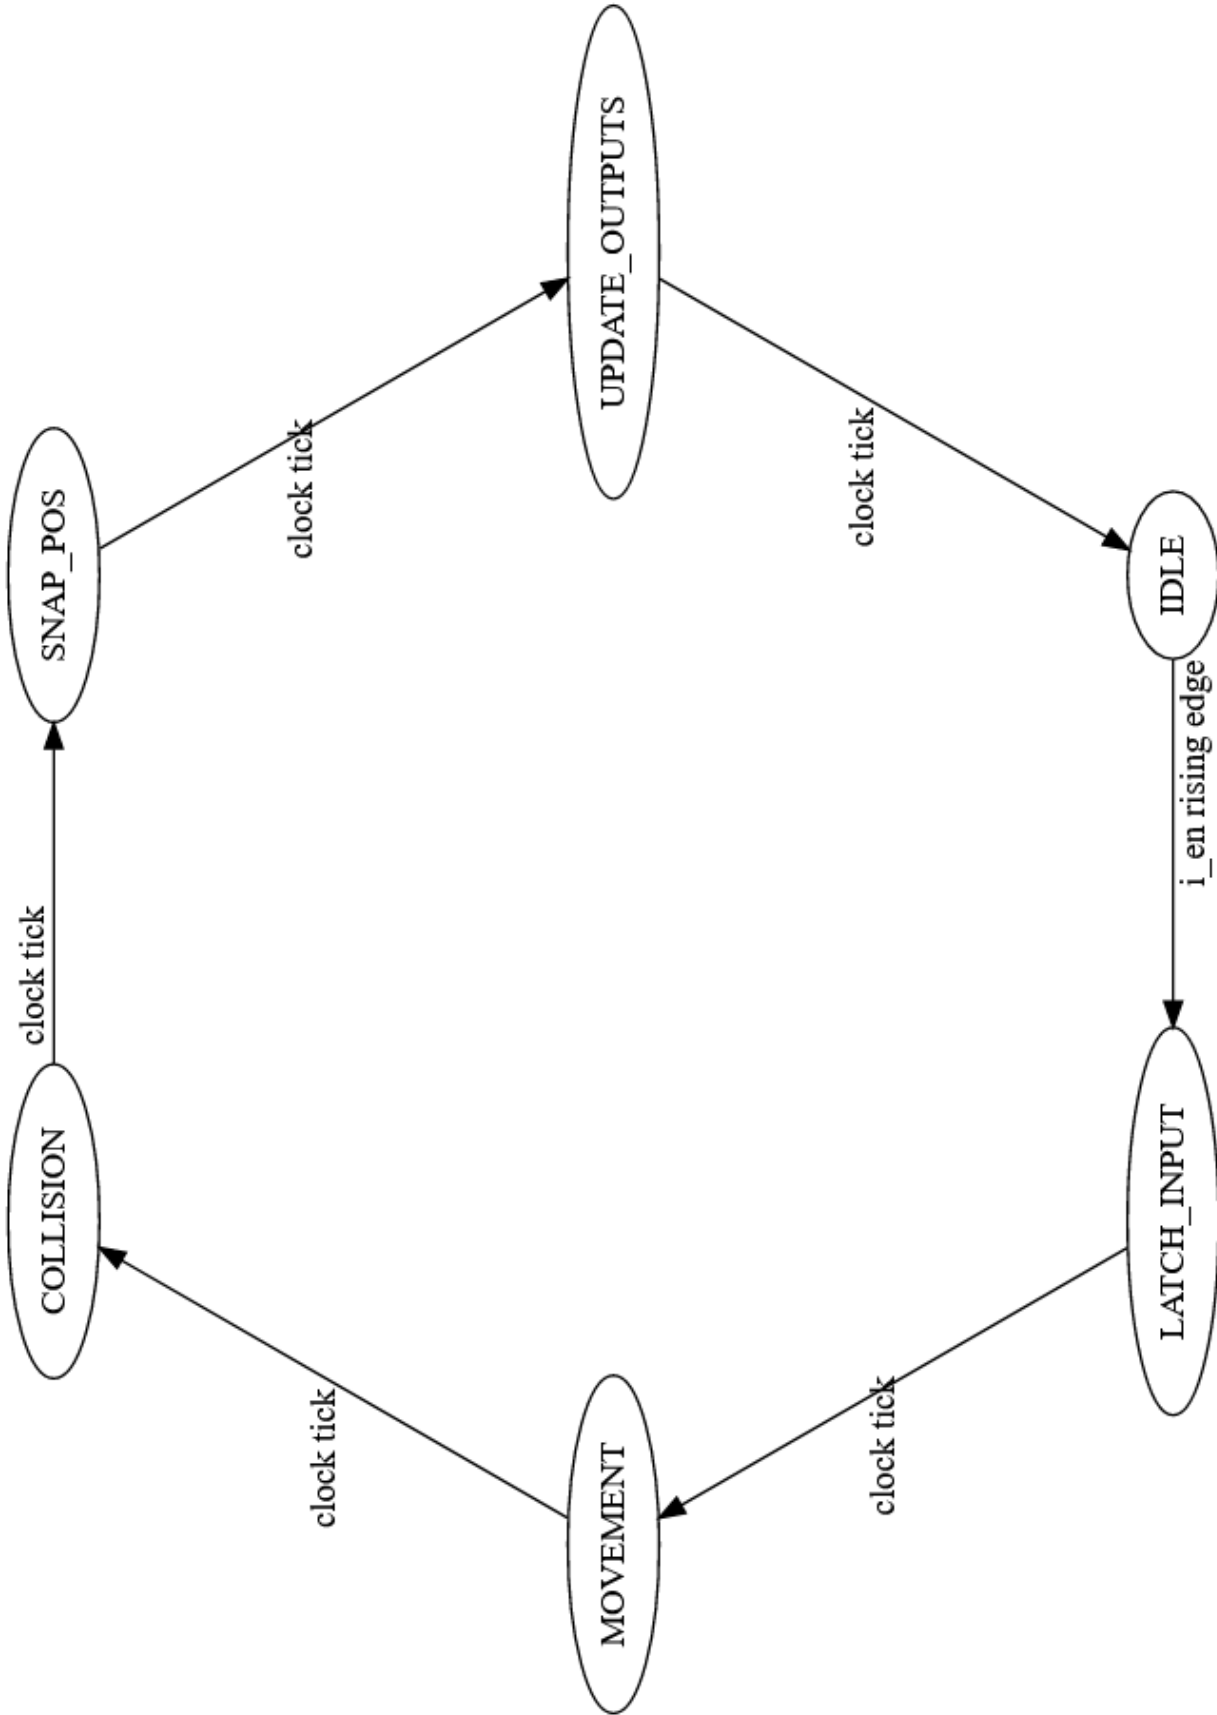 UPDATE_OUTPUTS
SNAP_POS
clock tick
clock tick
IDLE
i_en rising edge
clock tick
COLLISION
LATCH_INPUT
clock tick
clock tick
MOVEMENT